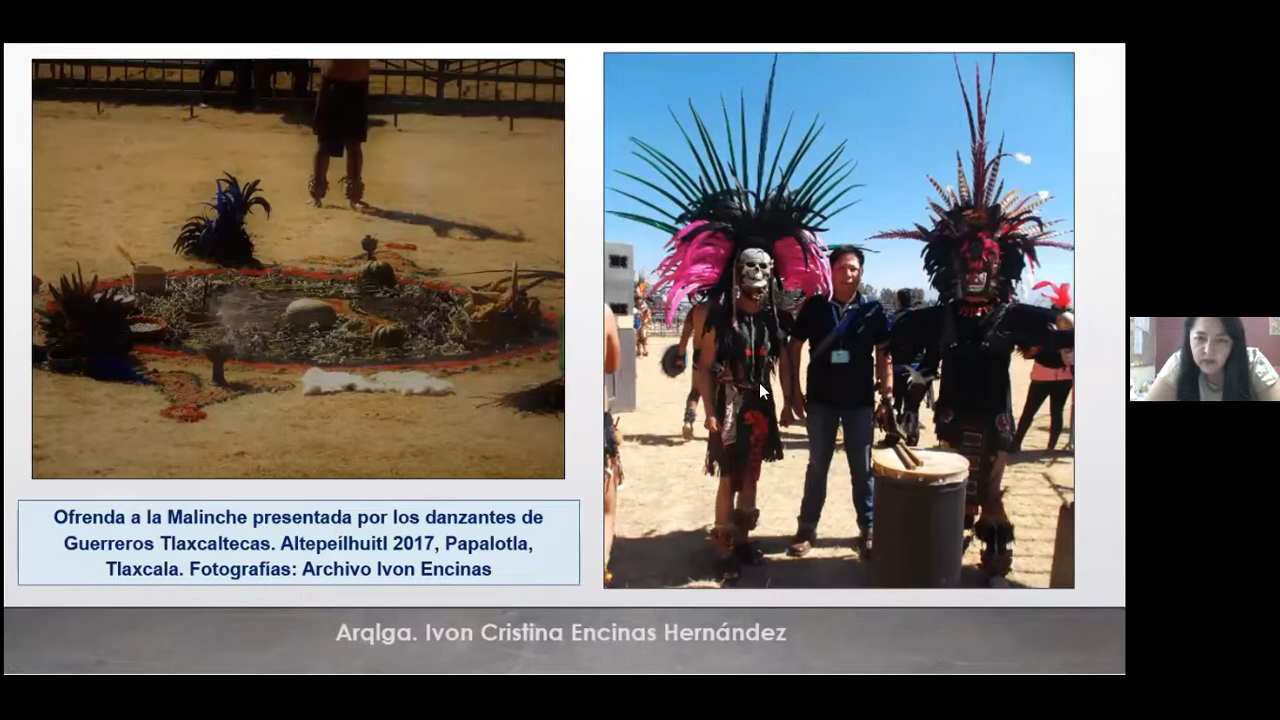 Ofrenda a la Malinche presentada por los danzantes de
Guerreros Tlaxcaltecas. Altepeilhuitl 2017, Papalotla,
Tlaxcala. Fotografías: Archivo Ivon Encinas
Arqlga. Ivon Cristina Encinas Hernández